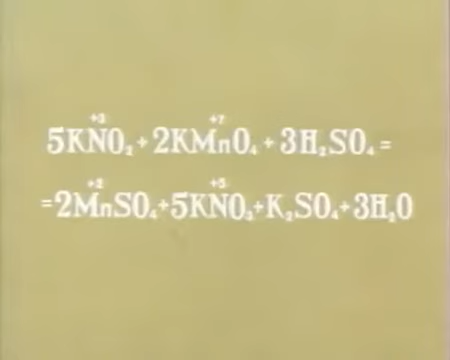 +3 +7
5KNO₂+2KMnO₄+3H₂SO₄=
+2 +5
=2MnSO₄+5KNO₃+K₂SO₄+3H₂O